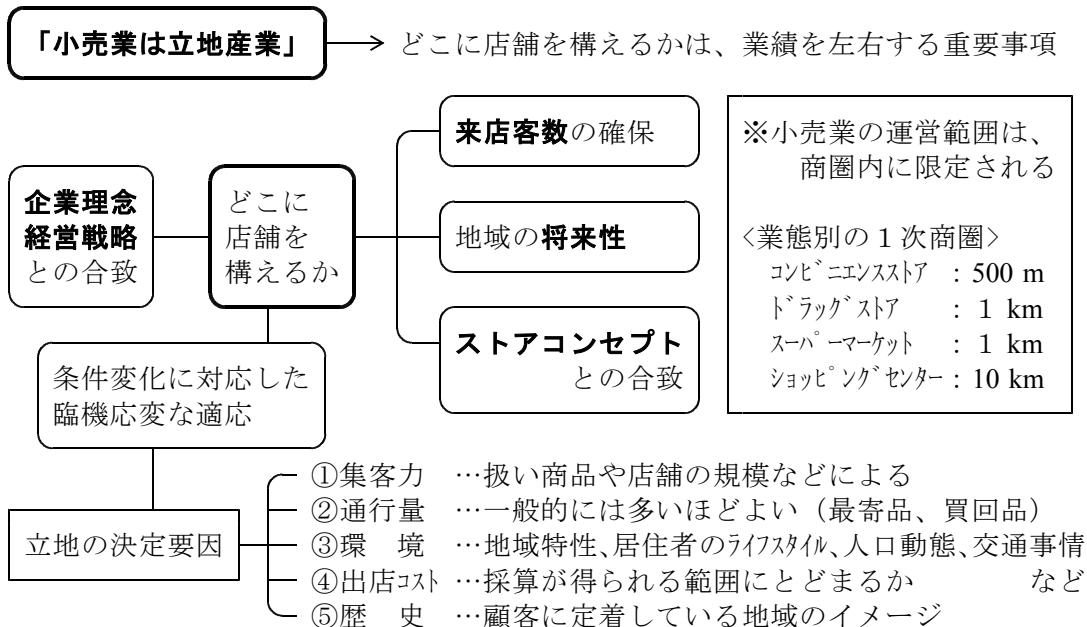 「小売業は立地産業」
どこに店舗を構えるかは、業績を左右する重要事項
企業理念
経営戦略
との合致
どこに
店舗を
構えるか
来店客数の確保
地域の将来性
ストアコンセプト
との合致
※小売業の運営範囲は、
商圏内に限定される
<業態別の1次商圏>
コンビニエンスストア : 500 m
ドラッグストア : 1 km
スーパーマーケット : 1 km
ショッピングセンター : 10 km
条件変化に対応した
臨機応変な適応
立地の決定要因
①集客力 …扱い商品や店舗の規模などによる
②通行量 …一般的には多いほどよい（最寄品、買回品）
③環 境 …地域特性、居住者のライフスタイル、人口動態、交通事情
④出店コスト …採算が得られる範囲にとどまるか など
⑤歴 史 …顧客に定着している地域のイメージ